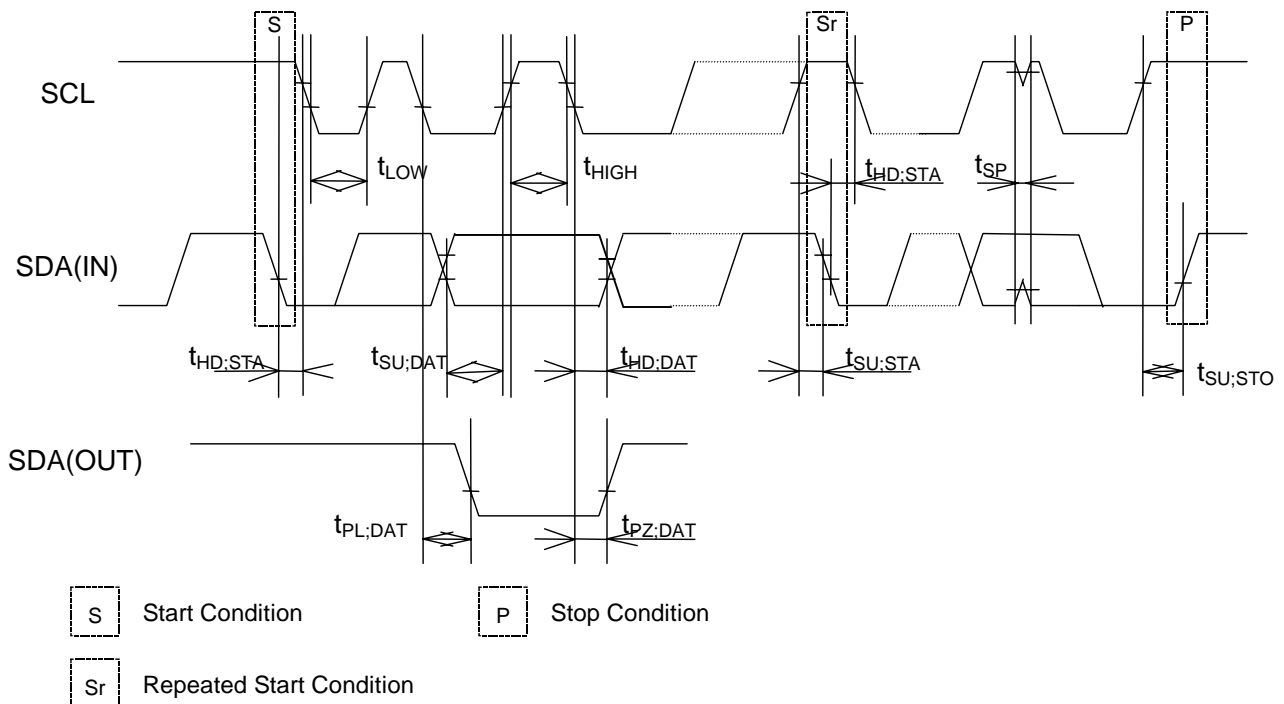 S Sr P
SCL
tLOW tHIGH tHD;STA tSP
SDA(IN)
tHD;STA tSU;DAT tHD;DAT tSU;STA tSU;STO
SDA(OUT)
tPL;DAT tPZ;DAT
S Start Condition P Stop Condition
Sr Repeated Start Condition